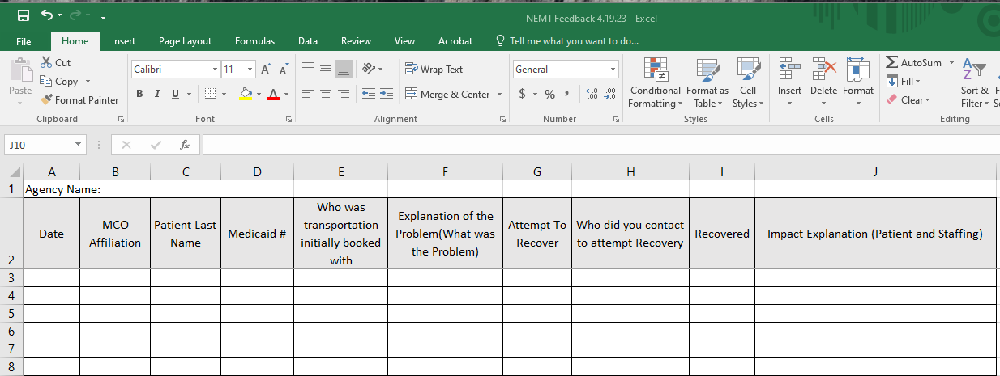 NEMT Feedback 4.19.23 - Excel
File Home Insert Page Layout Formulas Data Review View Acrobat Tell me what you want to do...
Cut
Copy
Format Painter
Paste
Clipboard
Calibri 11
B I U
Font
Wrap Text
Merge & Center
Alignment
General
$ % ,
Number
Conditional Formatting
Format as Table
Cell Styles
Styles
Insert Delete Format
Cells
AutoSum
Fill
Clear
Sort & Filter
Editing
J10 fx
A B C D E F G H I J
1 Agency Name:
2
Date
MCO
Affiliation
Patient Last
Name
Medicaid #
Who was
transportation
initially booked
with
Explanation of the
Problem(What was
the Problem)
Attempt To
Recover
Who did you contact
to attempt Recovery
Recovered
Impact Explanation (Patient and Staffing)
3
4
5
6
7
8